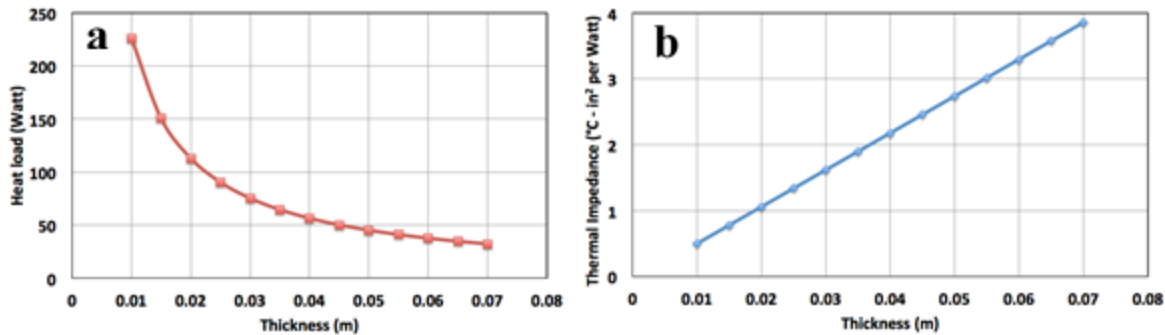 a
250
200
150
100
50
0
Heat load (Watt)
0 0.01 0.02 0.03 0.04 0.05 0.06 0.07 0.08
Thickness (m)
b
4
3
2
1
0
Thermal Impedance (°C - in² per Watt)
0 0.01 0.02 0.03 0.04 0.05 0.06 0.07 0.08
Thickness (m)